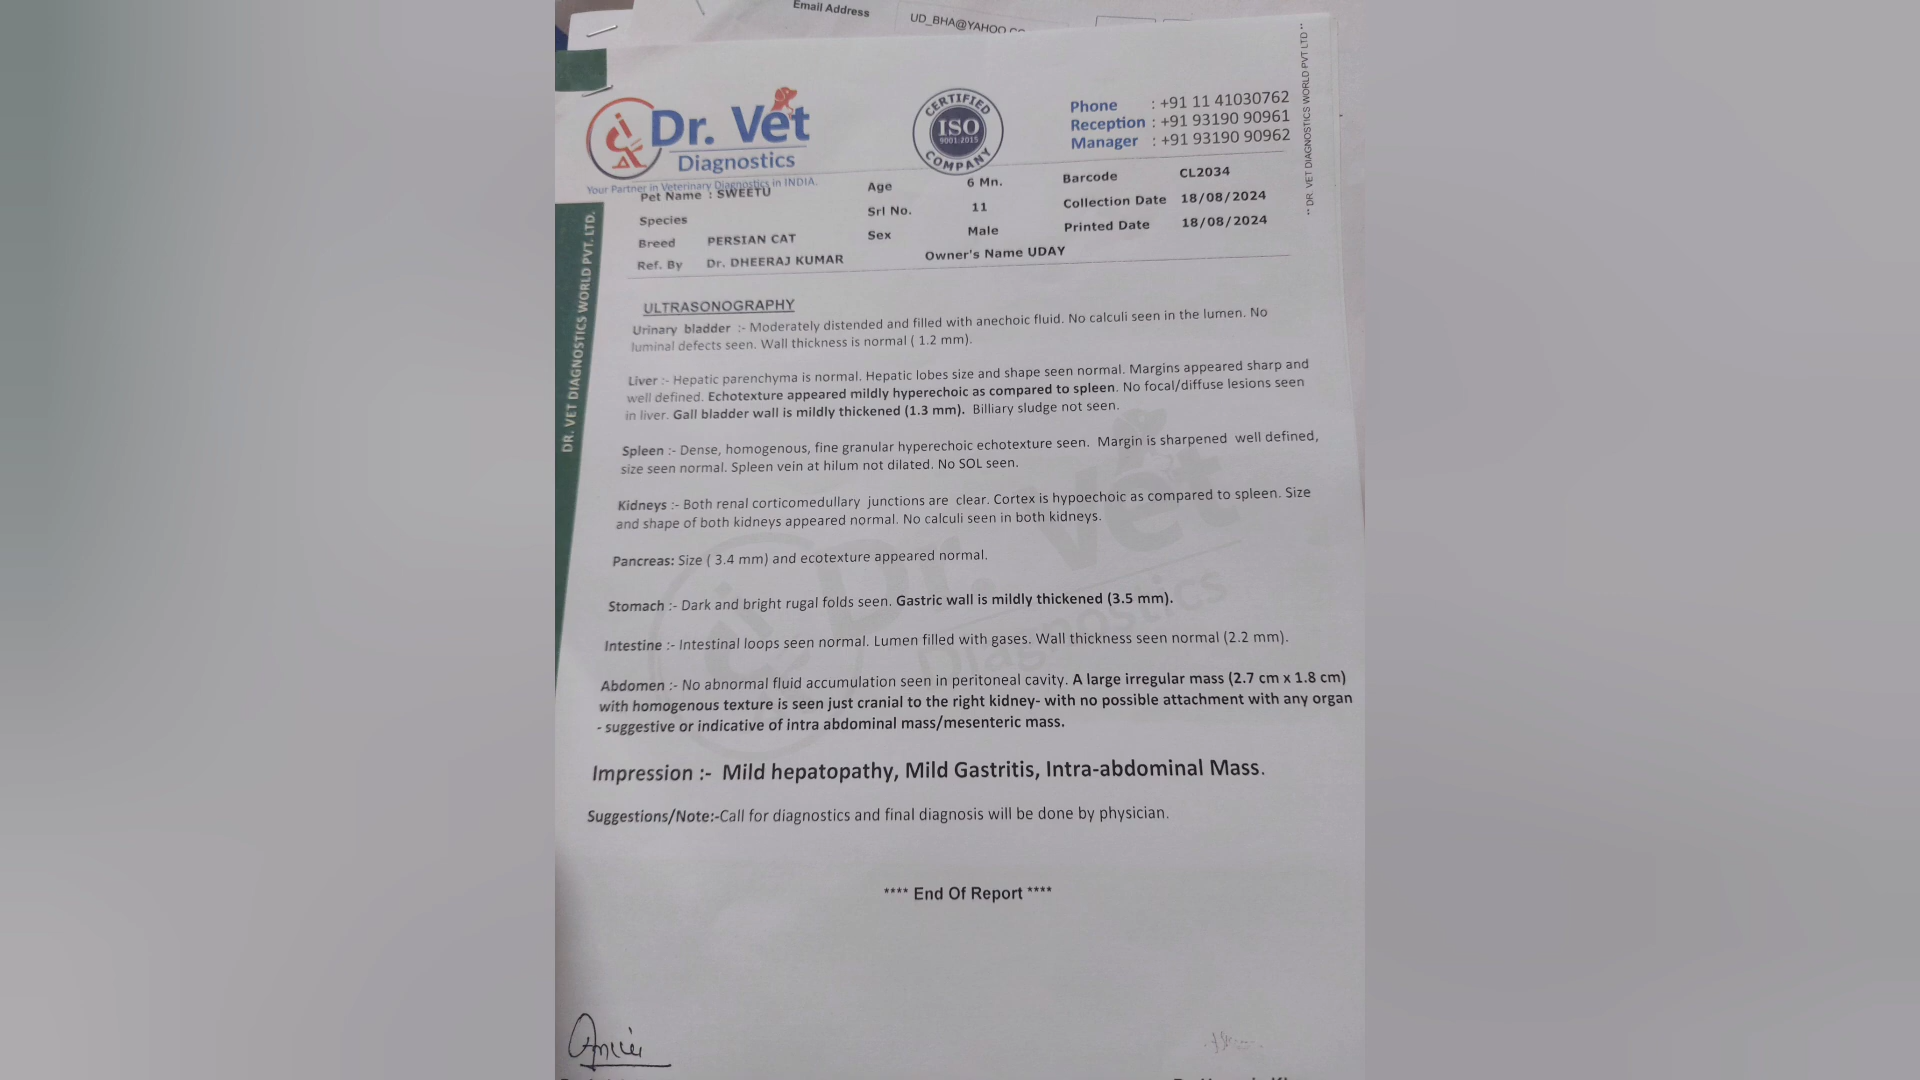 Email Address
UD_BHA@YAHOO
Dr. Vet
Diagnostics
Your Partner in Veterinary Diagnostics in INDIA.
CERTIFIED
ISO
9001:2015
COMPANY
Phone : +91 11 41030762
Reception : +91 93190 90961
Manager : +91 93190 90962
** DR. VET DIAGNOSTICS WORLD PVT LTD **
DR. VET DIAGNOSTICS WORLD PVT. LTD.
Pet Name : SWEETU Age 6 Mn. Barcode CL2034
Species Srl No. 11 Collection Date 18/08/2024
Breed PERSIAN CAT Sex Male Printed Date 18/08/2024
Ref. By Dr. DHEERAJ KUMAR Owner's Name UDAY
ULTRASONOGRAPHY
Urinary bladder :- Moderately distended and filled with anechoic fluid. No calculi seen in the lumen. No
luminal defects seen. Wall thickness is normal ( 1.2 mm).
Liver :- Hepatic parenchyma is normal. Hepatic lobes size and shape seen normal. Margins appeared sharp and
well defined. Echotexture appeared mildly hyperechoic as compared to spleen. No focal/diffuse lesions seen
in liver. Gall bladder wall is mildly thickened (1.3 mm). Billiary sludge not seen.
Spleen :- Dense, homogenous, fine granular hyperechoic echotexture seen. Margin is sharpened well defined,
size seen normal. Spleen vein at hilum not dilated. No SOL seen.
Kidneys :- Both renal corticomedullary junctions are clear. Cortex is hypoechoic as compared to spleen. Size
and shape of both kidneys appeared normal. No calculi seen in both kidneys.
Pancreas: Size ( 3.4 mm) and ecotexture appeared normal.
Stomach :- Dark and bright rugal folds seen. Gastric wall is mildly thickened (3.5 mm).
Intestine :- Intestinal loops seen normal. Lumen filled with gases. Wall thickness seen normal (2.2 mm).
Abdomen :- No abnormal fluid accumulation seen in peritoneal cavity. A large irregular mass (2.7 cm x 1.8 cm)
with homogenous texture is seen just cranial to the right kidney- with no possible attachment with any organ
- suggestive or indicative of intra abdominal mass/mesenteric mass.
Impression :- Mild hepatopathy, Mild Gastritis, Intra-abdominal Mass.
Suggestions/Note:-Call for diagnostics and final diagnosis will be done by physician.
**** End Of Report ****
Dr. Vet
Diagnostics